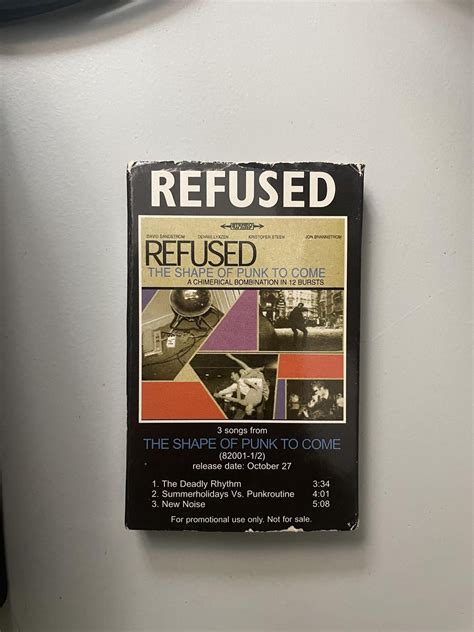 REFUSED
DAVID SANDSTRÖM DENNIS LYXZÉN KRISTOFER STEEN JON BRÄNNSTRÖM
REFUSED
THE SHAPE OF PUNK TO COME
A CHIMERICAL BOMBINATION IN 12 BURSTS
3 songs from
THE SHAPE OF PUNK TO COME
(82001-1/2)
release date: October 27
1. The Deadly Rhythm 3:34
2. Summerholidays Vs. Punkroutine 4:01
3. New Noise 5:08
For promotional use only. Not for sale.